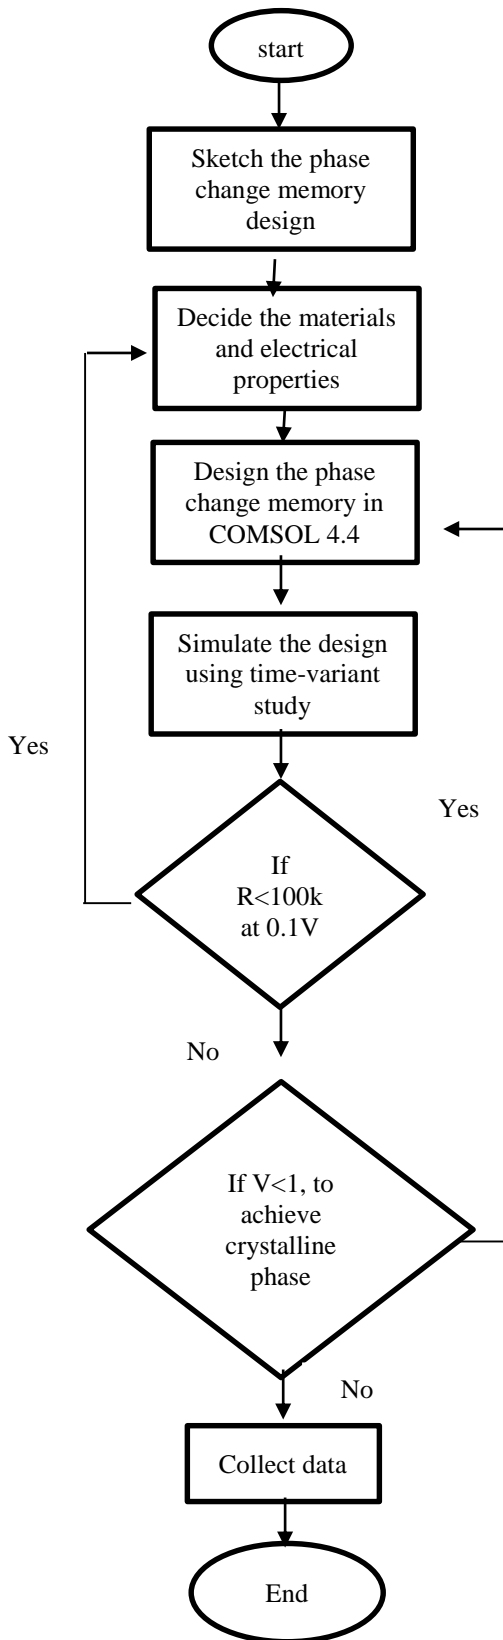 start
Sketch the phase
change memory
design
Decide the materials
and electrical
properties
Design the phase
change memory in
COMSOL 4.4
Simulate the design
using time-variant
study
Yes
Yes
If
R<100k
at 0.1V
No
If V<1, to
achieve
crystalline
phase
No
Collect data
End